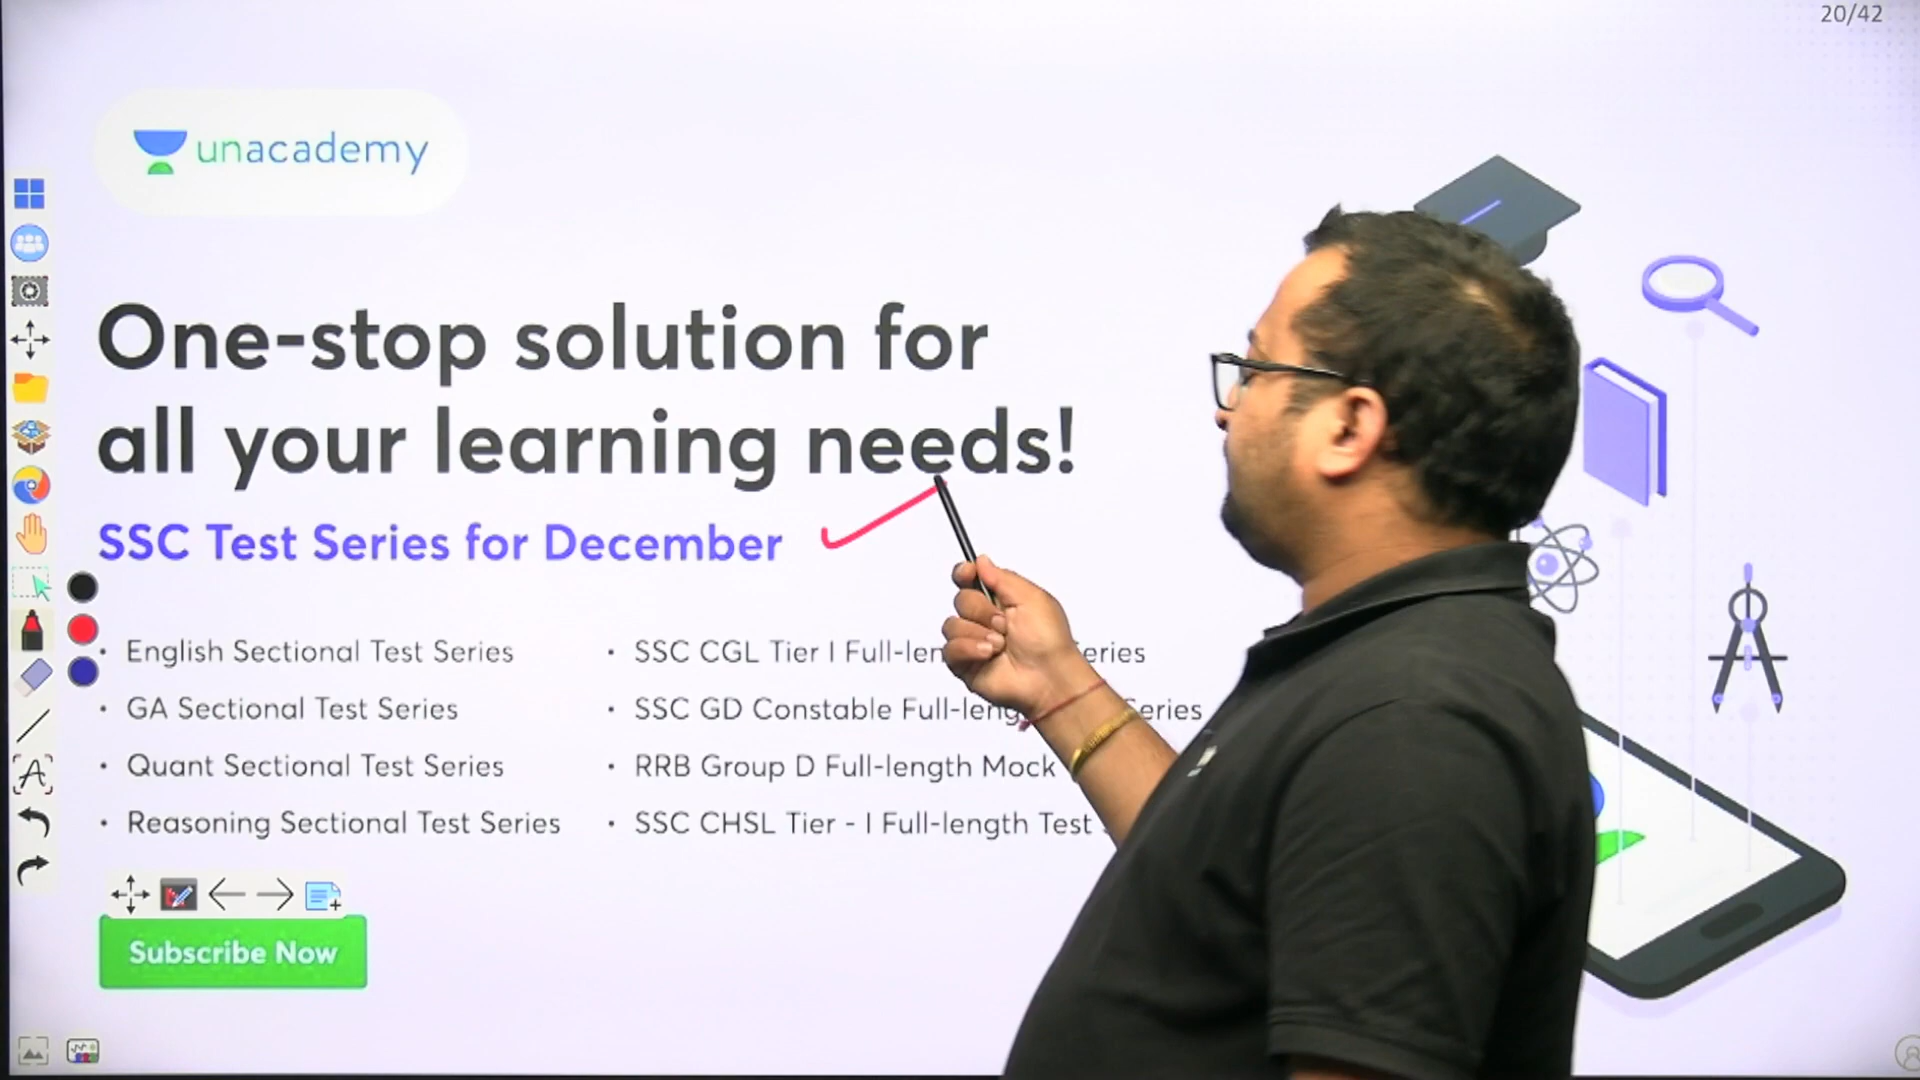 20/42
unacademy
One-stop solution for
all your learning needs!
SSC Test Series for December
• English Sectional Test Series
• GA Sectional Test Series
• Quant Sectional Test Series
• Reasoning Sectional Test Series
• SSC CGL Tier I Full-len eries
• SSC GD Constable Full-leng eries
• RRB Group D Full-length Mock
• SSC CHSL Tier - I Full-length Test
Subscribe Now